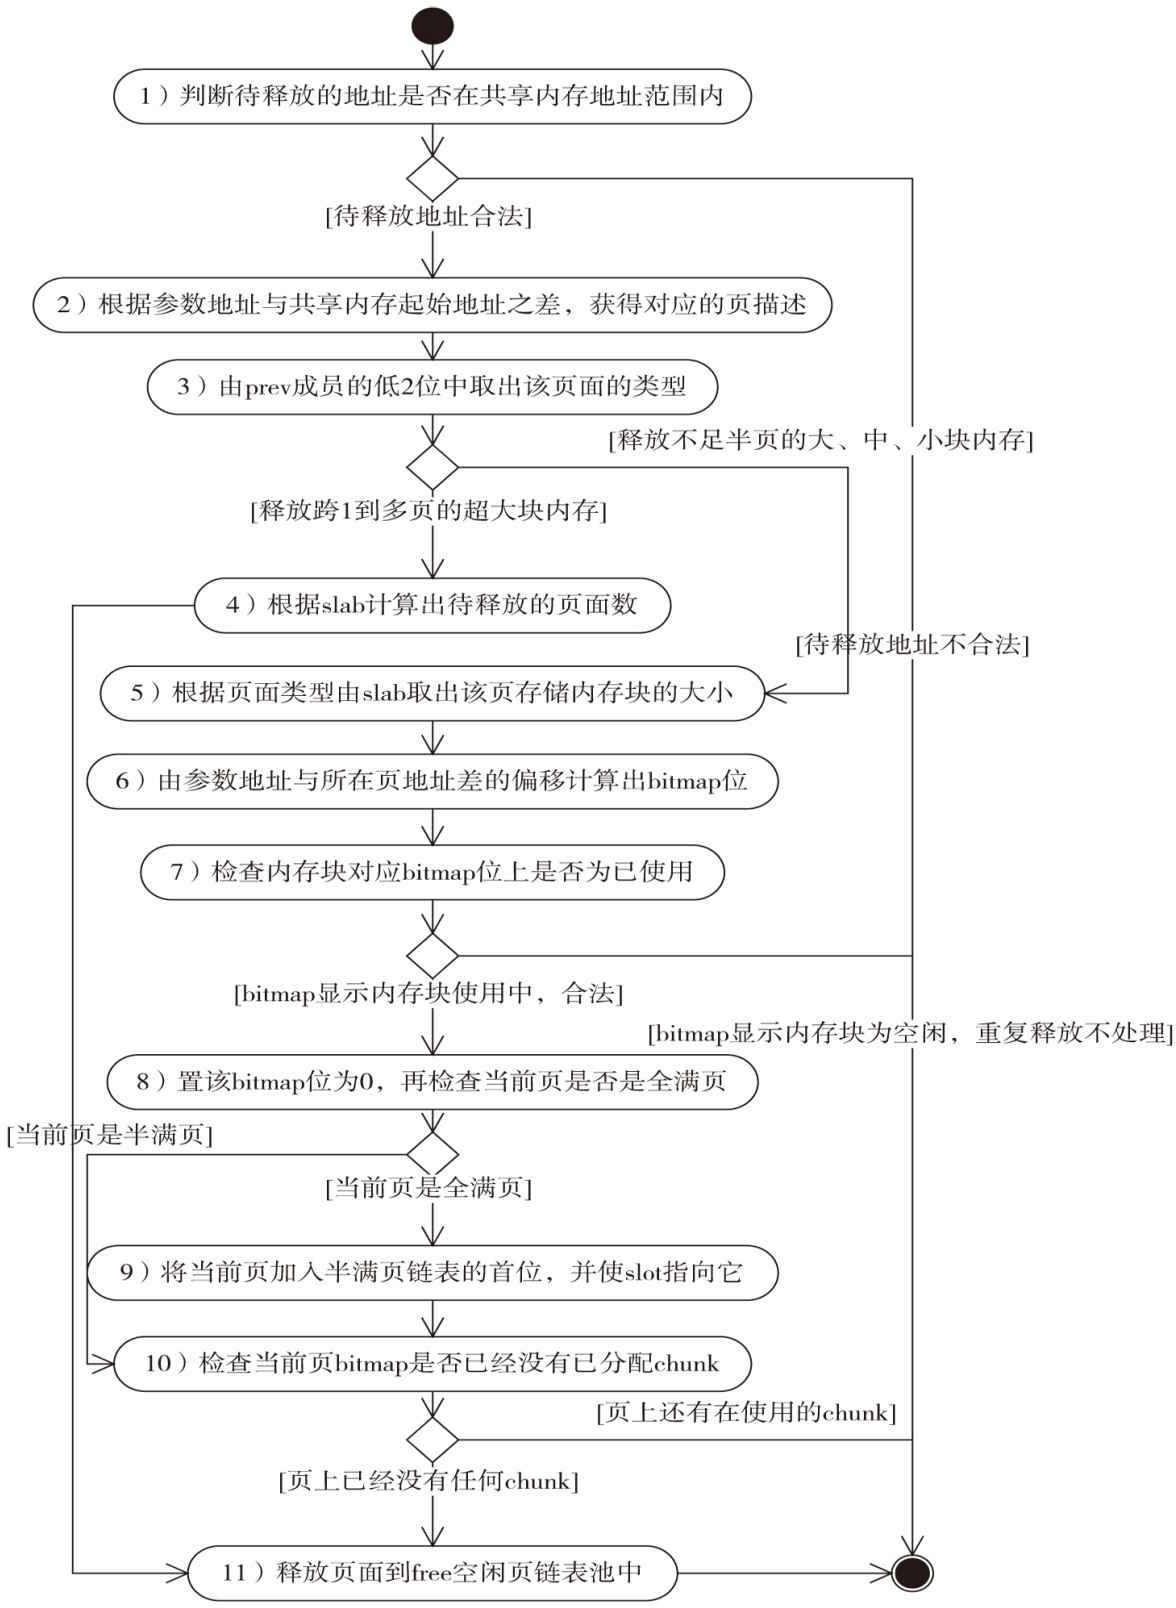 1）判断待释放的地址是否在共享内存地址范围内
[待释放地址合法]
2）根据参数地址与共享内存起始地址之差，获得对应的页描述
3）由prev成员的低2位中取出该页面的类型
[释放不足半页的大、中、小块内存]
[释放跨1到多页的超大块内存]
4）根据slab计算出待释放的页面数
[待释放地址不合法]
5）根据页面类型由slab取出该页存储内存块的大小
6）由参数地址与所在页地址差的偏移计算出bitmap位
7）检查内存块对应bitmap位上是否为已使用
[bitmap显示内存块使用中，合法]
[bitmap显示内存块为空闲，重复释放不处理]
8）置该bitmap位为0，再检查当前页是否是全满页
[当前页是半满页]
[当前页是全满页]
9）将当前页加入半满页链表的首位，并使slot指向它
10）检查当前页bitmap是否已经没有已分配chunk
[页上还有在使用的chunk]
[页上已经没有任何chunk]
11）释放页面到free空闲页链表池中